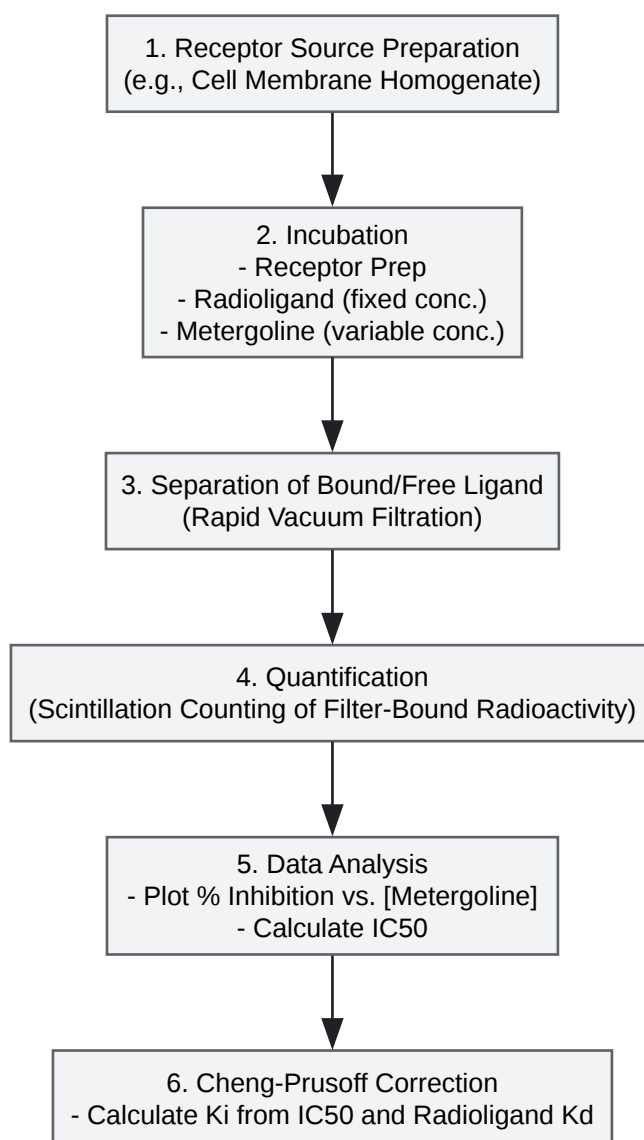 1. Receptor Source Preparation
(e.g., Cell Membrane Homogenate)
2. Incubation
- Receptor Prep
- Radioligand (fixed conc.)
- Metergoline (variable conc.)
3. Separation of Bound/Free Ligand
(Rapid Vacuum Filtration)
4. Quantification
(Scintillation Counting of Filter-Bound Radioactivity)
5. Data Analysis
- Plot % Inhibition vs. [Metergoline]
- Calculate IC50
6. Cheng-Prusoff Correction
- Calculate Ki from IC50 and Radioligand Kd